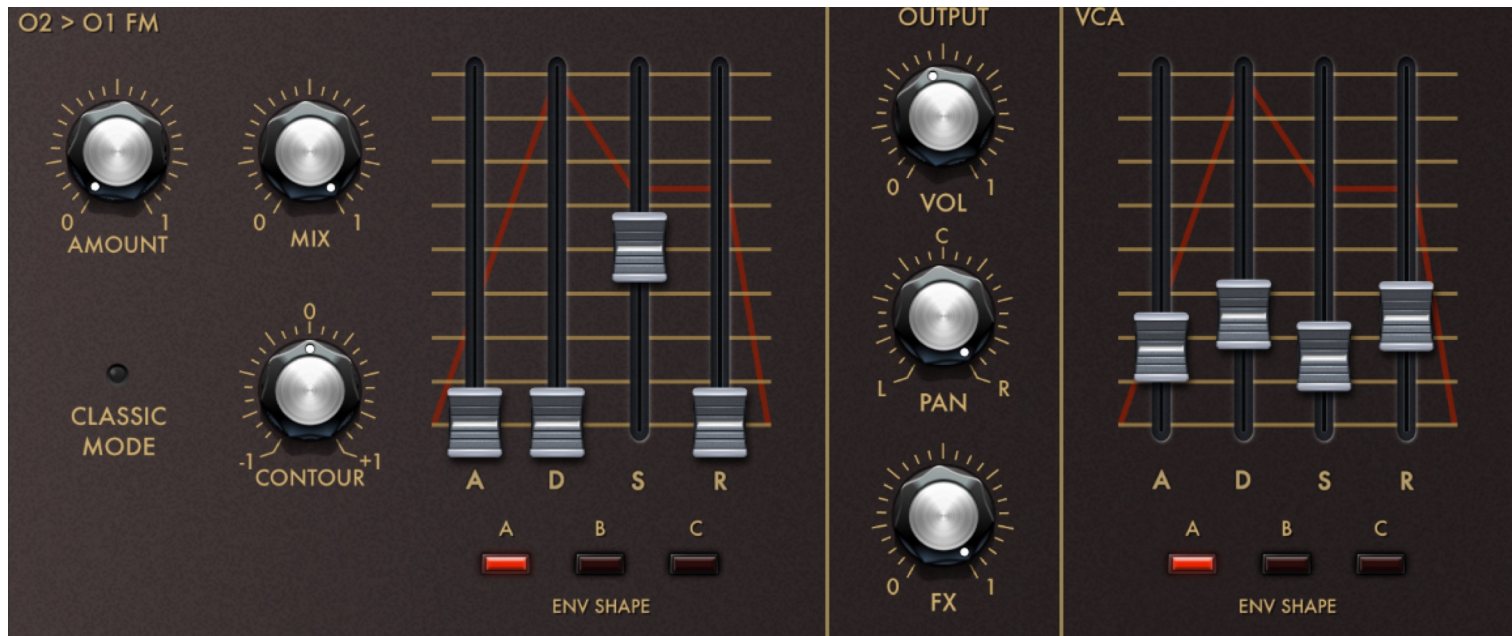 O2 > O1 FM
0 1
AMOUNT
0 1
MIX
CLASSIC
MODE
0
-1 +1
CONTOUR
A D S R
A B C
ENV SHAPE
OUTPUT
0 1
VOL
C
L R
PAN
0 1
FX
VCA
A D S R
A B C
ENV SHAPE